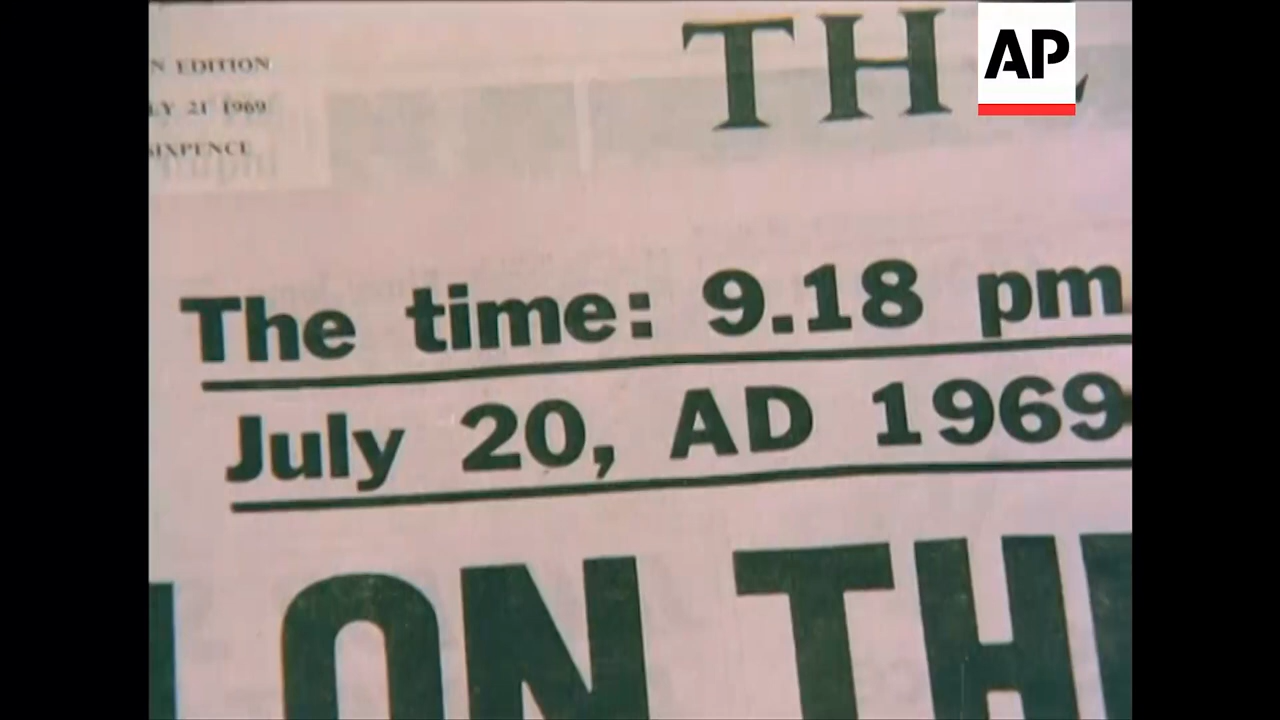 TH
AP
N EDITION
LY 21 1969
SIXPENCE
The time: 9.18 pm
July 20, AD 1969
ON TH